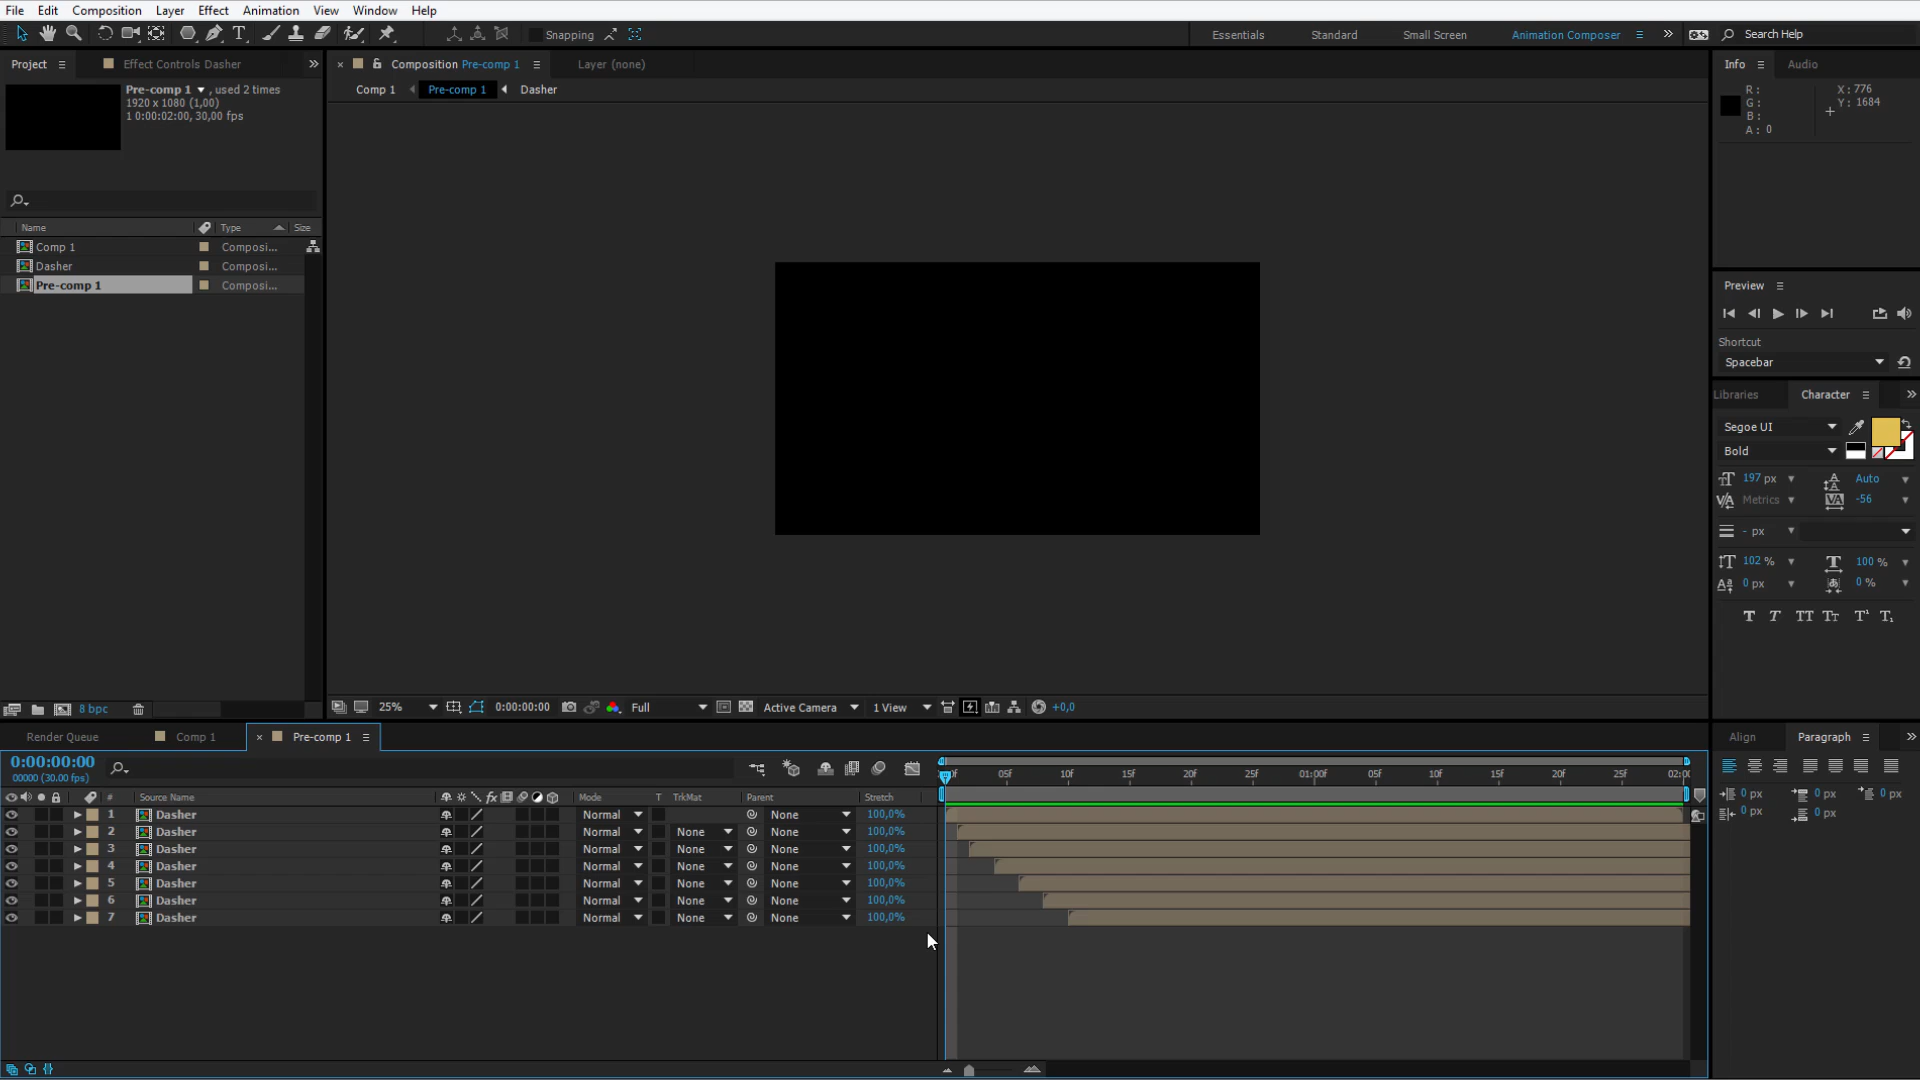 File Edit Composition Layer Effect Animation View Window Help
Snapping Essentials Standard Small Screen Animation Composer Search Help
Project Effect Controls Dasher
Composition Pre-comp 1 Layer (none)
Info Audio
Pre-comp 1 , used 2 times
1920 x 1080 (1,00)
1 0:00:02:00, 30,00 fps
Comp 1 Pre-comp 1 Dasher
R: X: 776
G: Y: 1684
B:
A: 0
Name Type Size
Comp 1 Composi...
Dasher Composi...
Pre-comp 1 Composi...
Preview
Shortcut
Spacebar
Libraries Character
Segoe UI
Bold
197 px Auto
Metrics -56
- px
102 % 100 %
0 px 0 %
T T TT Tт T¹ T₁
8 bpc
25% 0:00:00:00 Full Active Camera 1 View +0,0
Render Queue Comp 1 Pre-comp 1
Align Paragraph
0:00:00:00
00000 (30.00 fps)
05f 10f 15f 20f 25f 01:00f 05f 10f 15f 20f 25f 02:00
0 px 0 px 0 px
0 px 0 px
# Source Name Mode T TrkMat Parent Stretch
1 Dasher Normal None 100,0%
2 Dasher Normal None None 100,0%
3 Dasher Normal None None 100,0%
4 Dasher Normal None None 100,0%
5 Dasher Normal None None 100,0%
6 Dasher Normal None None 100,0%
7 Dasher Normal None None 100,0%